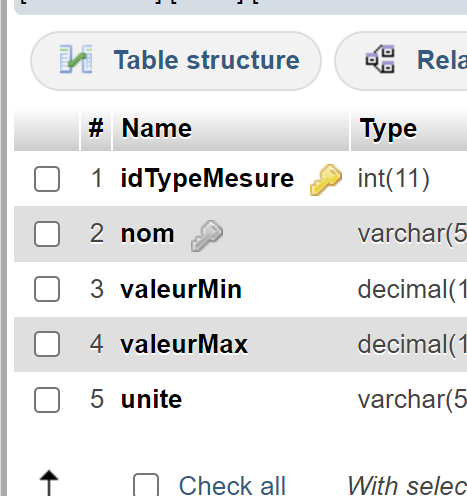 Table structure Rela
# Name Type
1 idTypeMesure int(11)
2 nom varchar(5
3 valeurMin decimal(1
4 valeurMax decimal(1
5 unite varchar(5
Check all With selec